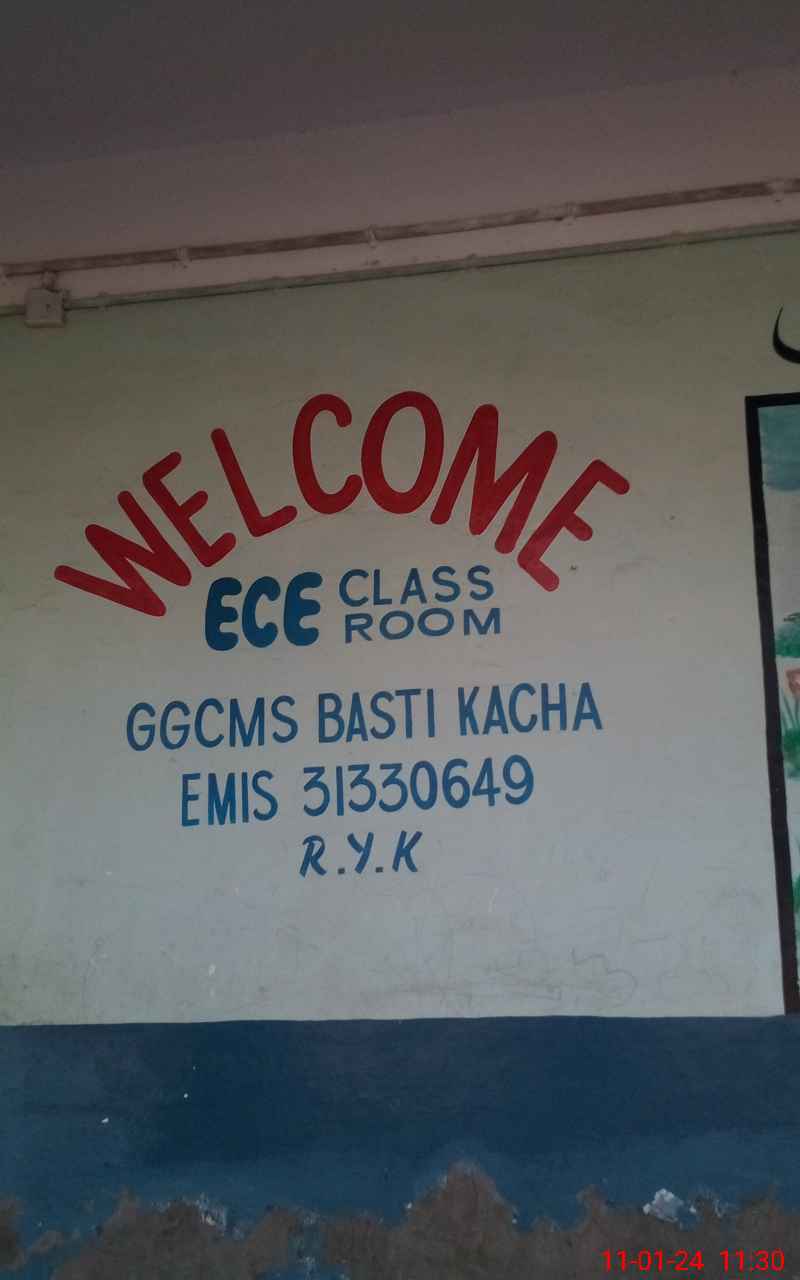 WELCOME
ECE CLASS ROOM
GGCMS BASTI KACHA
EMIS 31330649
R.Y.K
11-01-24 11:30